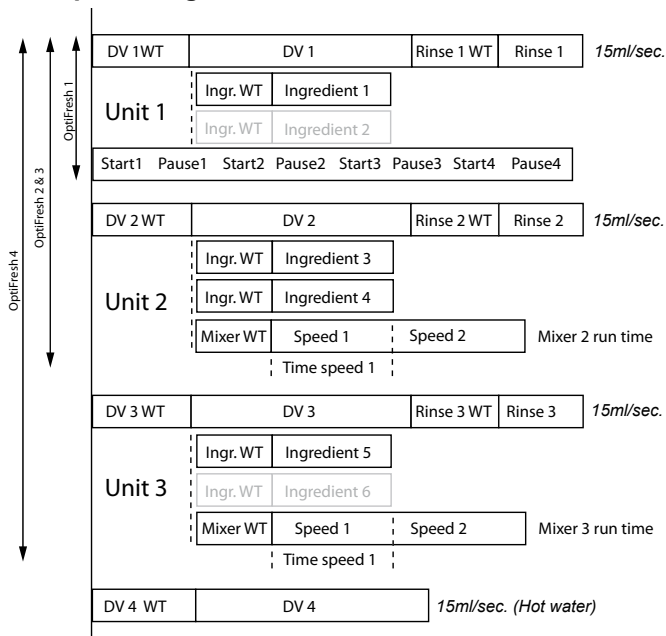 DV 1WT DV 1 Rinse 1 WT Rinse 1 15ml/sec.
OptiFresh 1
OptiFresh 2 & 3
OptiFresh 4
Unit 1
Ingr. WT Ingredient 1
Ingr. WT Ingredient 2
Start1 Pause1 Start2 Pause2 Start3 Pause3 Start4 Pause4
DV 2 WT DV 2 Rinse 2 WT Rinse 2 15ml/sec.
Ingr. WT Ingredient 3
Unit 2
Ingr. WT Ingredient 4
Mixer WT Speed 1 Speed 2 Mixer 2 run time
Time speed 1
DV 3 WT DV 3 Rinse 3 WT Rinse 3 15ml/sec.
Ingr. WT Ingredient 5
Unit 3
Ingr. WT Ingredient 6
Mixer WT Speed 1 Speed 2 Mixer 3 run time
Time speed 1
DV 4 WT DV 4 15ml/sec. (Hot water)